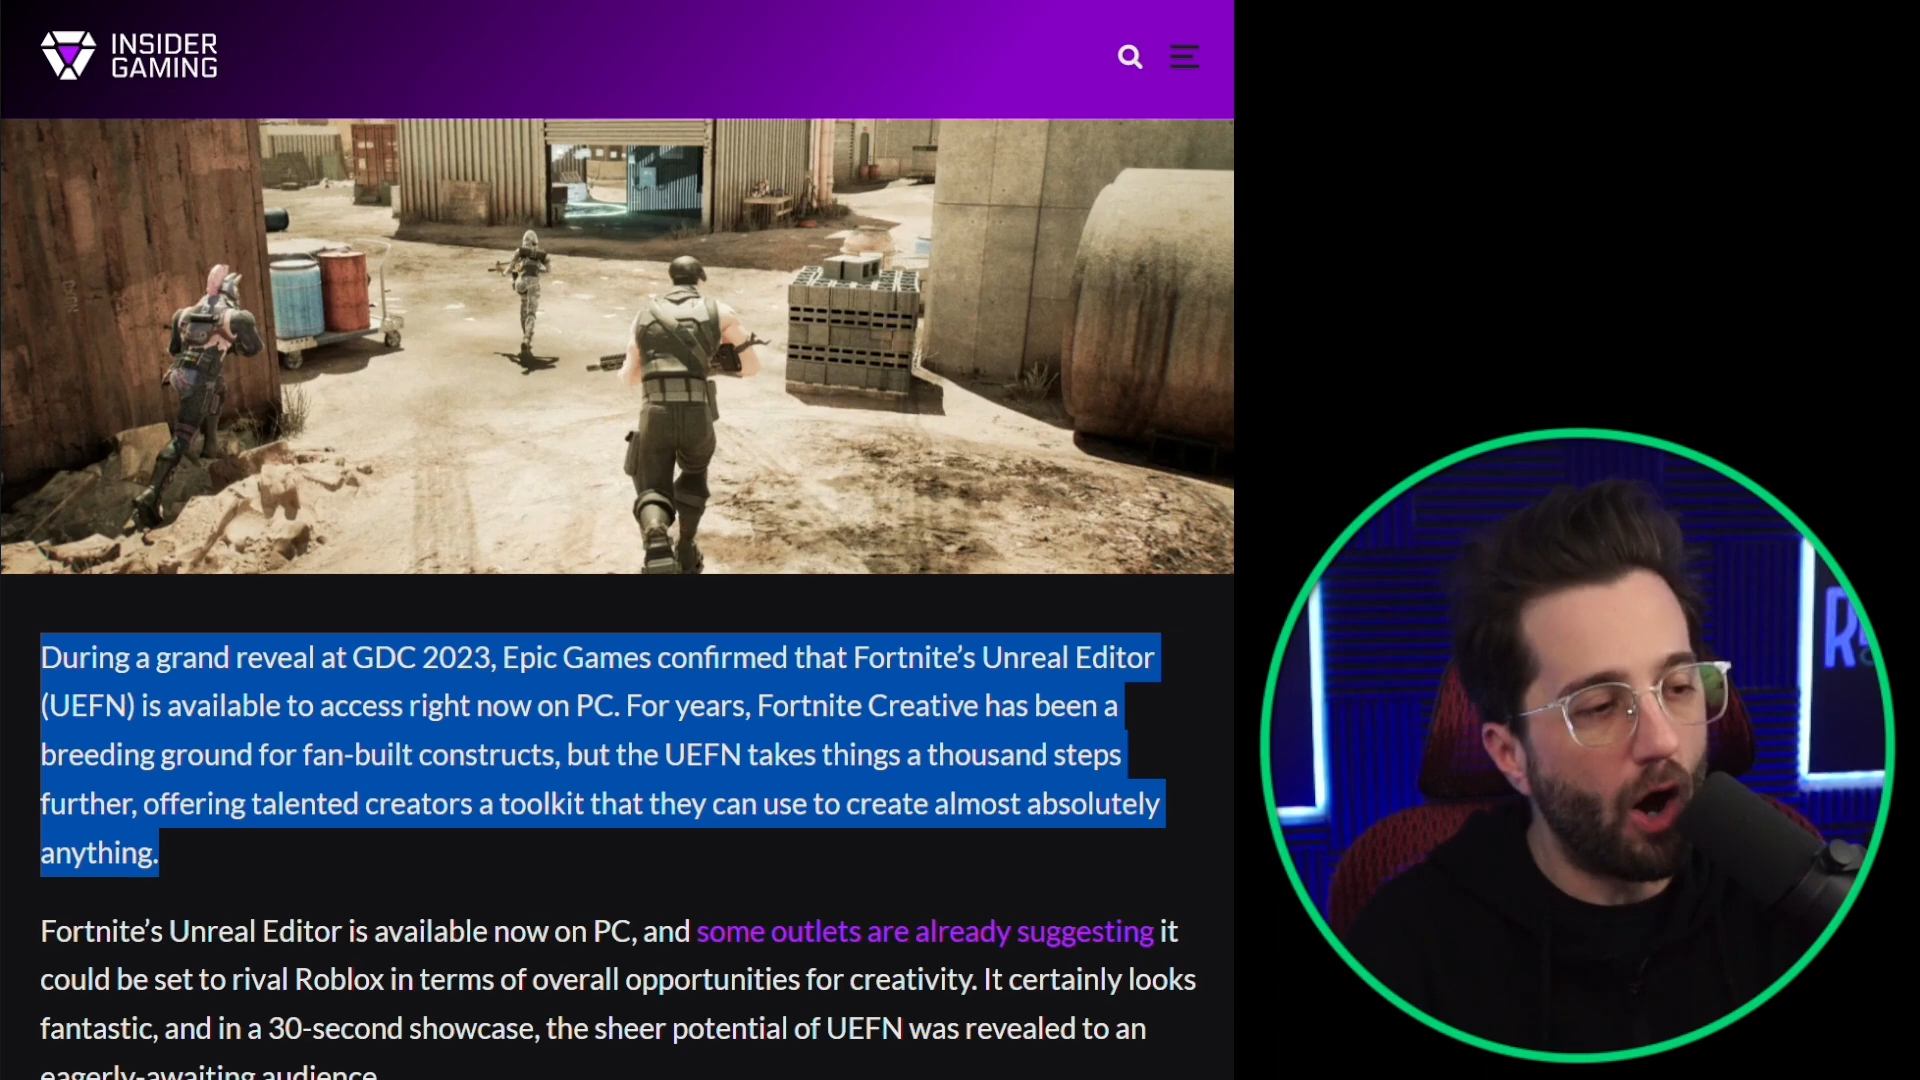 INSIDER
GAMING
During a grand reveal at GDC 2023, Epic Games confirmed that Fortnite’s Unreal Editor
(UEFN) is available to access right now on PC. For years, Fortnite Creative has been a
breeding ground for fan-built constructs, but the UEFN takes things a thousand steps
further, offering talented creators a toolkit that they can use to create almost absolutely
anything.
Fortnite’s Unreal Editor is available now on PC, and some outlets are already suggesting it
could be set to rival Roblox in terms of overall opportunities for creativity. It certainly looks
fantastic, and in a 30-second showcase, the sheer potential of UEFN was revealed to an
eagerly-awaiting audience.